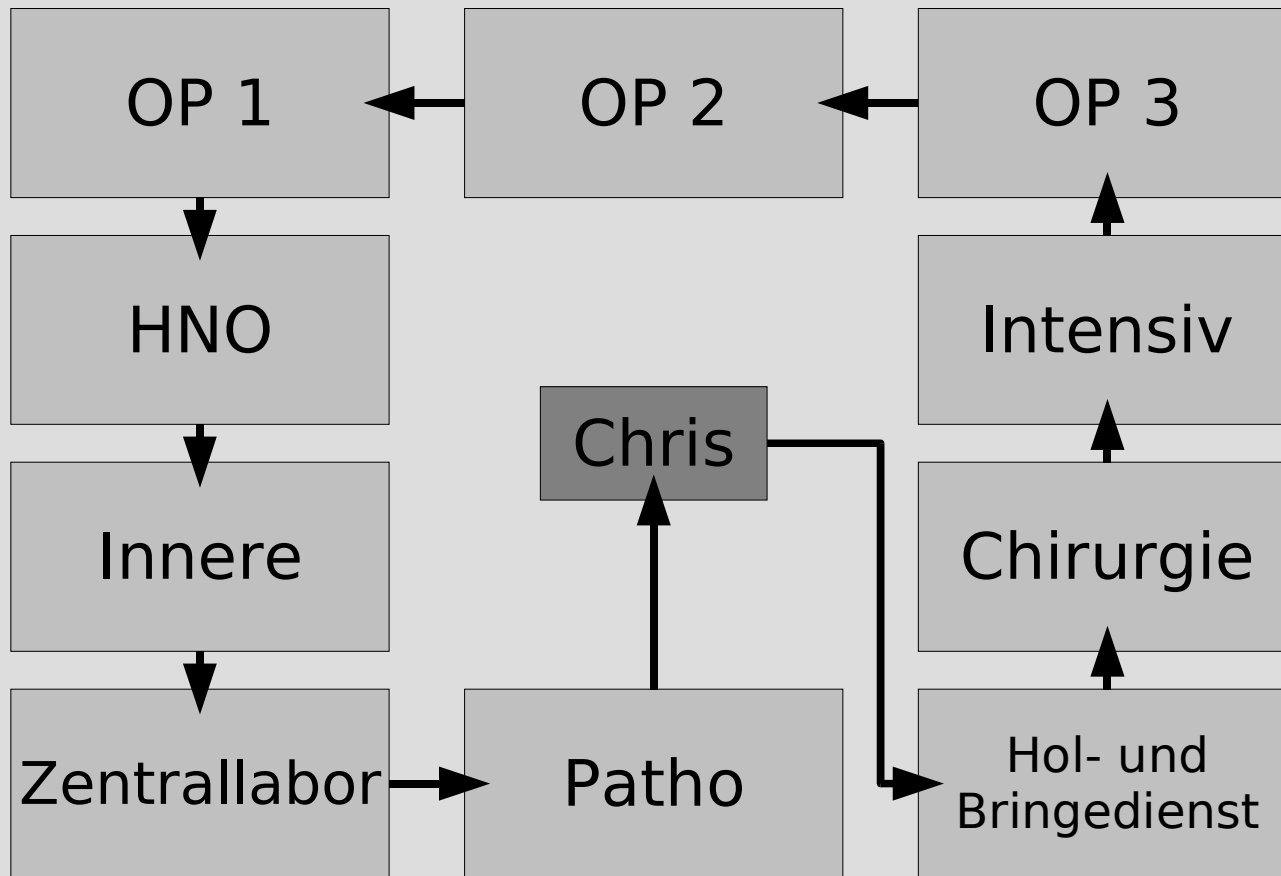 OP 1
OP 2
OP 3
HNO
Intensiv
Chris
Innere
Chirurgie
Zentrallabor
Patho
Hol- und
Bringedienst